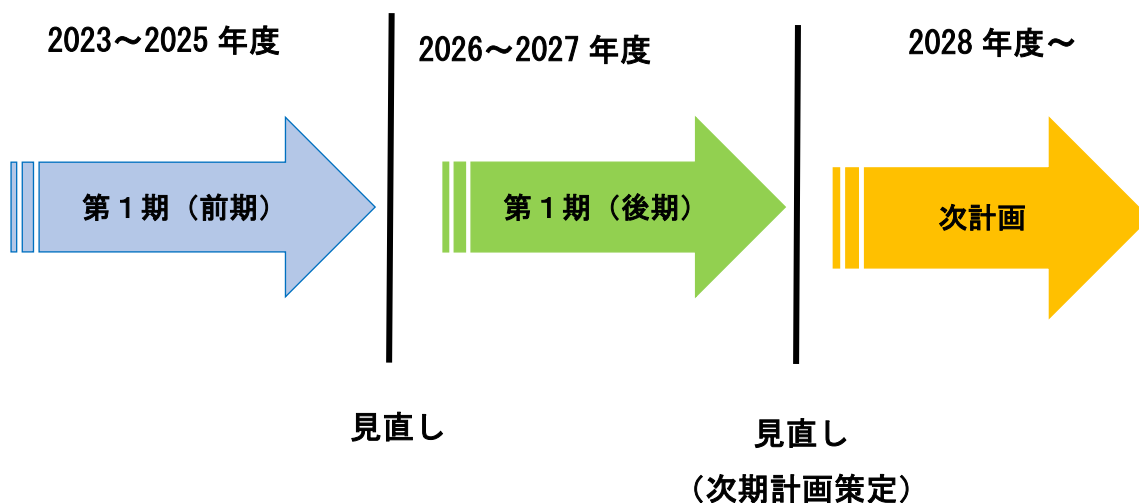 2023～2025 年度
2026～2027 年度
2028 年度～
第１期（前期）
第１期（後期）
次計画
見直し
見直し
（次期計画策定）